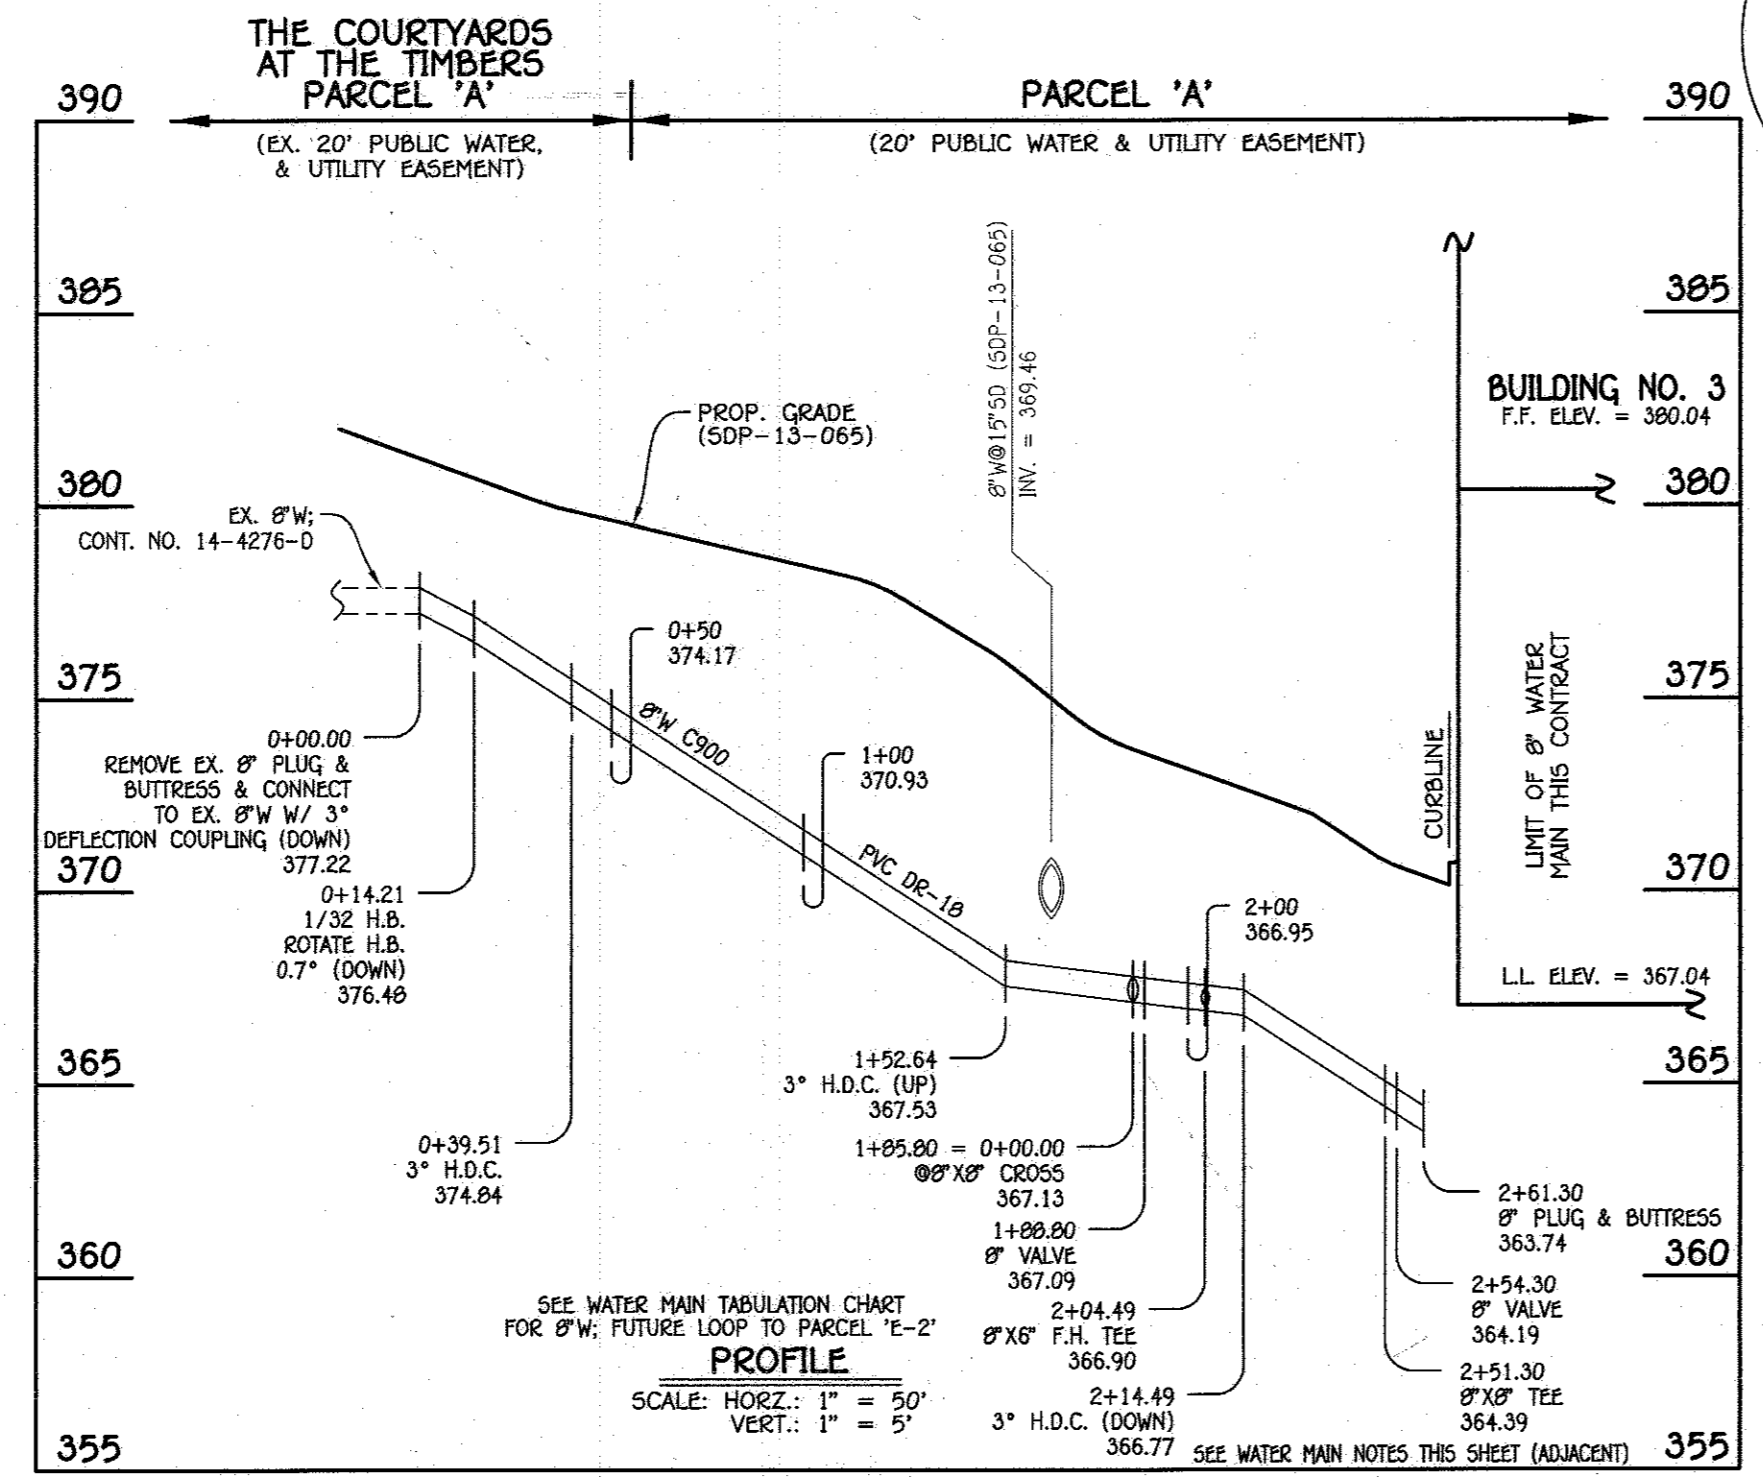 THE COURTYARDS
AT THE TIMBERS
PARCEL 'A'
PARCEL 'A'
(EX. 20' PUBLIC WATER,
& UTILITY EASEMENT)
(20' PUBLIC WATER & UTILITY EASEMENT)
390
390
385
385
380
380
375
375
370
370
365
365
360
360
355
355
8"W@15"SD (SDP-13-065)
INV. = 369.46
BUILDING NO. 3
F.F. ELEV. = 380.04
PROP. GRADE
(SDP-13-065)
EX. 8"W;
CONT. NO. 14-4276-D
0+50
374.17
8"W C900
1+00
370.93
PVC DR-18
CURBLINE
LIMIT OF 8" WATER
MAIN THIS CONTRACT
L.L. ELEV. = 367.04
0+00.00
REMOVE EX. 8" PLUG &
BUTTRESS & CONNECT
TO EX. 8"W W/ 3°
DEFLECTION COUPLING (DOWN)
377.22
0+14.21
1/32 H.B.
ROTATE H.B.
0.7° (DOWN)
376.48
0+39.51
3° H.D.C.
374.84
2+00
366.95
1+52.64
3° H.D.C. (UP)
367.53
1+85.80 = 0+00.00
@8"X8" CROSS
367.13
1+88.80
8" VALVE
367.09
2+04.49
8"X6" F.H. TEE
366.90
2+14.49
3° H.D.C. (DOWN)
366.77
2+61.30
8" PLUG & BUTTRESS
363.74
2+54.30
8" VALVE
364.19
2+51.30
8"X8" TEE
364.39
SEE WATER MAIN TABULATION CHART
FOR 8"W; FUTURE LOOP TO PARCEL 'E-2'
PROFILE
SCALE: HORZ.: 1" = 50'
VERT.: 1" = 5'
SEE WATER MAIN NOTES THIS SHEET (ADJACENT)